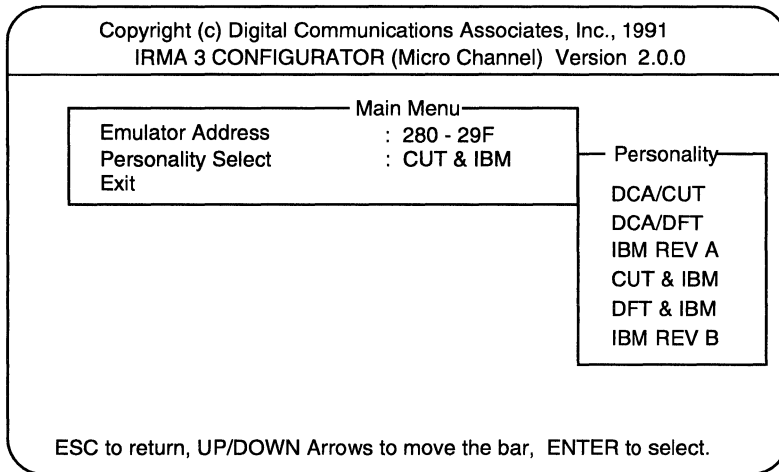 Copyright (c) Digital Communications Associates, Inc., 1991
IRMA 3 CONFIGURATOR (Micro Channel) Version 2.0.0
Main Menu
Emulator Address : 280 - 29F
Personality Select : CUT & IBM
Exit
Personality
DCA/CUT
DCA/DFT
IBM REV A
CUT & IBM
DFT & IBM
IBM REV B
ESC to return, UP/DOWN Arrows to move the bar, ENTER to select.